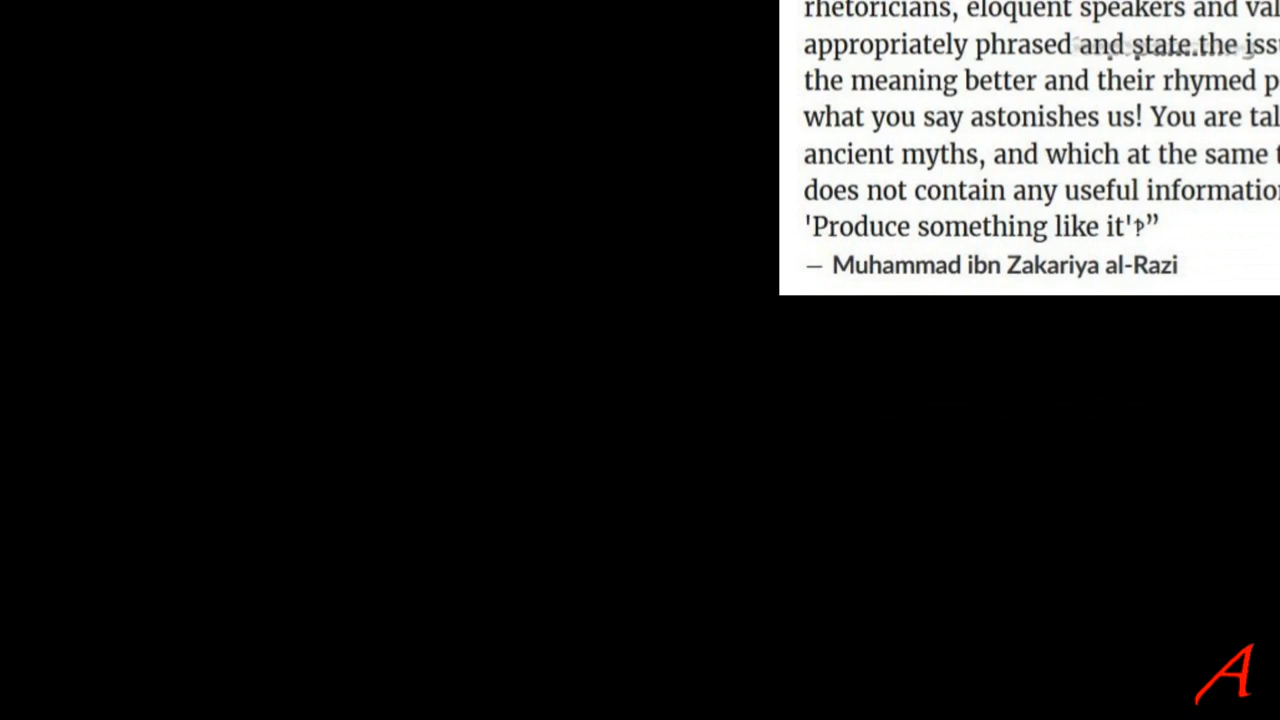 rhetoricians, eloquent speakers and val
appropriately phrased and state the iss
the meaning better and their rhymed p
what you say astonishes us! You are tal
ancient myths, and which at the same t
does not contain any useful informatio
'Produce something like it'‽”
— Muhammad ibn Zakariya al-Razi
A